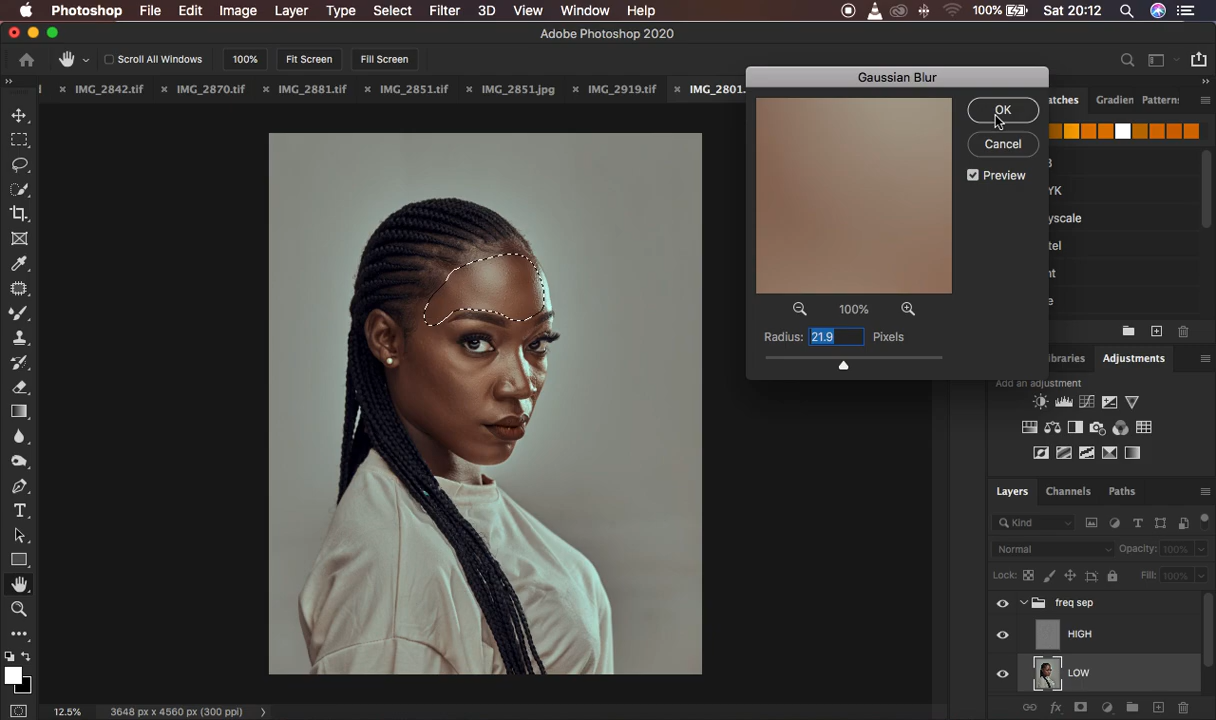 Photoshop File Edit Image Layer Type Select Filter 3D View Window Help 100% Sat 20:12
Adobe Photoshop 2020
Scroll All Windows 100% Fit Screen Fit Screen Fill Screen
IMG_2842.tif IMG_2870.tif IMG_2881.tif IMG_2851.tif IMG_2851.jpg IMG_2919.tif IMG_2801.
Gaussian Blur
OK
Cancel
Preview
100%
Radius: 21.9 Pixels
atches Gradien Pattern
B
YK
yscale
tel
nt
e
ibraries Adjustments
Add an adjustment
Layers Channels Paths
Kind
Normal Opacity: 100%
Lock: Fill: 100%
freq sep
HIGH
LOW
12.5% 3648 px x 4560 px (300 ppi)